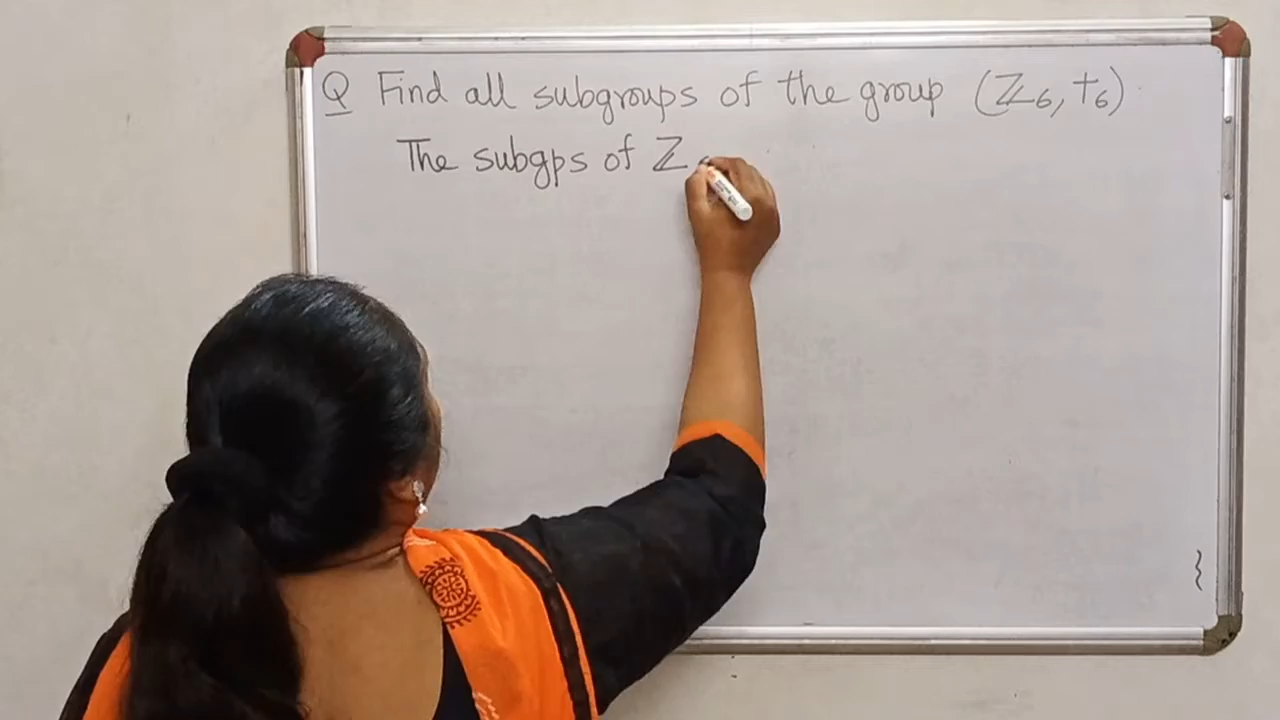 Q Find all subgroups of the group (ℤ₆, +₆)
The subgps of ℤ